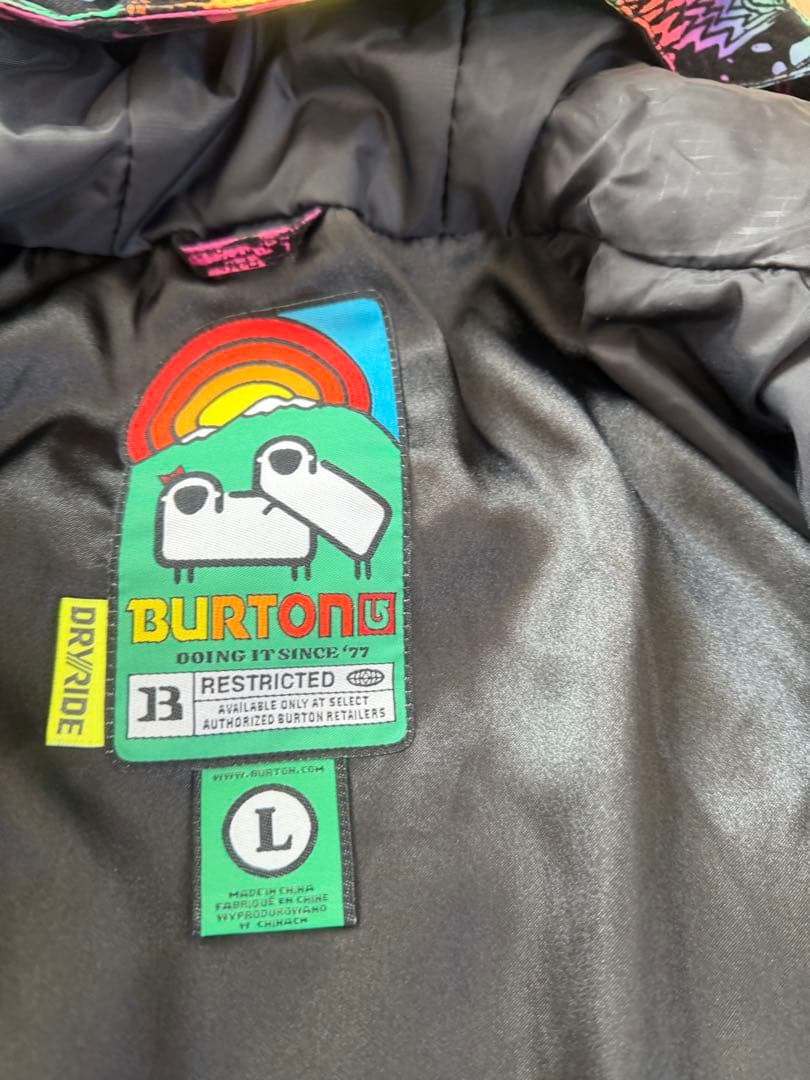 BURTON
DOING IT SINCE '77
B RESTRICTED
AVAILABLE ONLY AT SELECT
AUTHORIZED BURTON RETAILERS
DRY//RIDE
WWW.BURTON.COM
L
MADE IN CHINA
FABRIQUÉ EN CHINE
WYPRODUKOWANO
W CHINACH